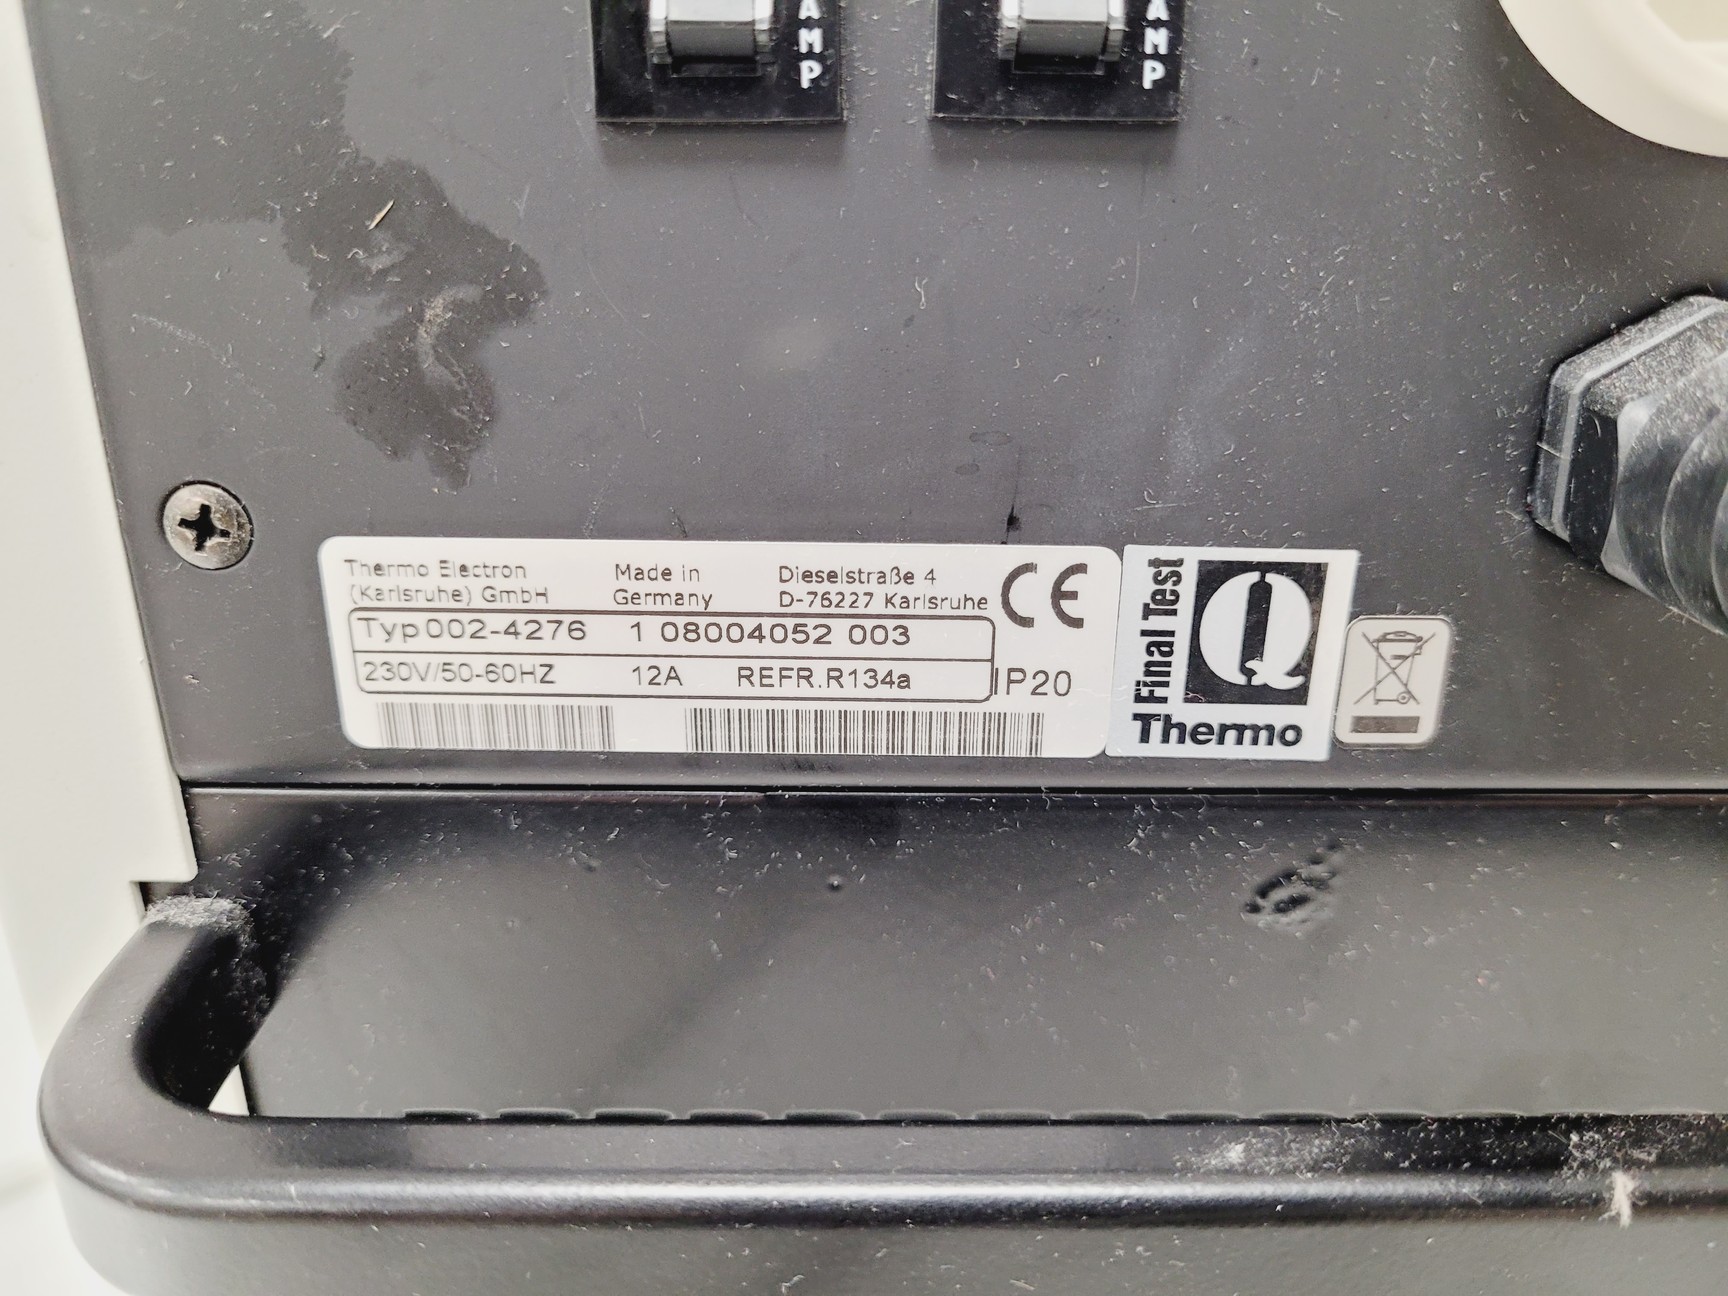 AMP
AMP
Thermo Electron
(Karlsruhe) GmbH
Made in
Germany
Dieselstraße 4
D-76227 Karlsruhe
CE
Typ 002-4276 1 08004052 003
230V/50-60HZ 12A REFR.R134a
IP20
Final Test
Q
Thermo